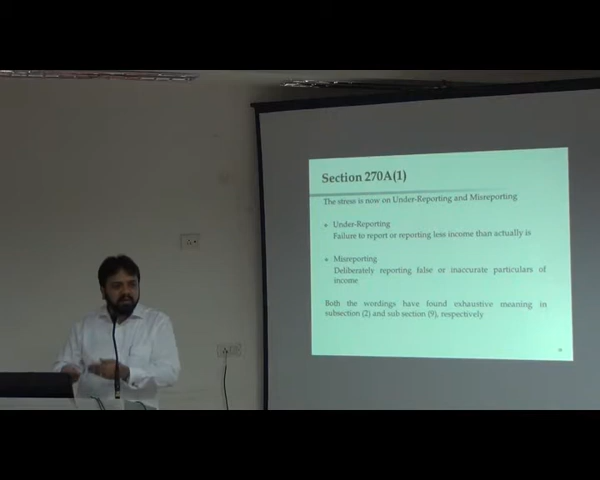 Section 270A(1)
The stress is now on Under-Reporting and Misreporting
Under-Reporting
Failure to report or reporting less income than actually is
Misreporting
Deliberately reporting false or inaccurate particulars of
income
Both the wordings have found exhaustive meaning in
subsection (2) and sub section (9), respectively